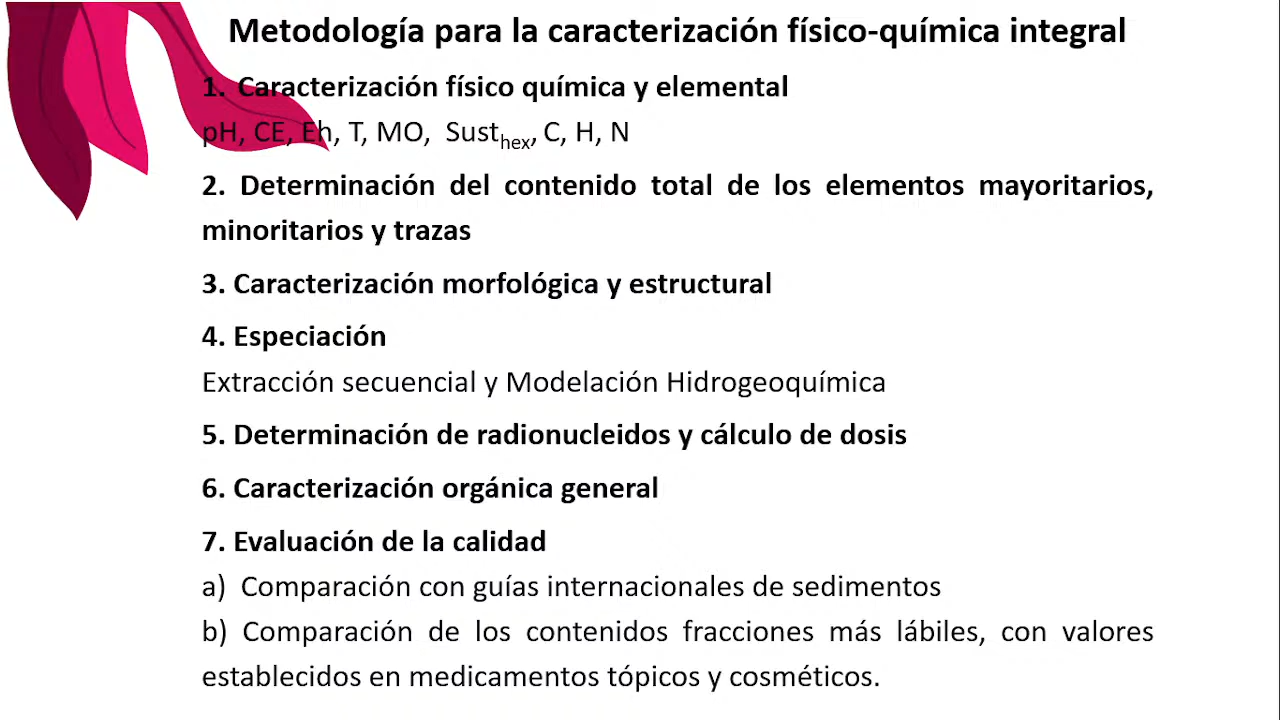 Metodología para la caracterización físico-química integral
1. Caracterización físico química y elemental
pH, CE, Eh, T, MO, Susthex, C, H, N
2. Determinación del contenido total de los elementos mayoritarios,
minoritarios y trazas
3. Caracterización morfológica y estructural
4. Especiación
Extracción secuencial y Modelación Hidrogeoquímica
5. Determinación de radionucleidos y cálculo de dosis
6. Caracterización orgánica general
7. Evaluación de la calidad
a) Comparación con guías internacionales de sedimentos
b) Comparación de los contenidos fracciones más lábiles, con valores
establecidos en medicamentos tópicos y cosméticos.